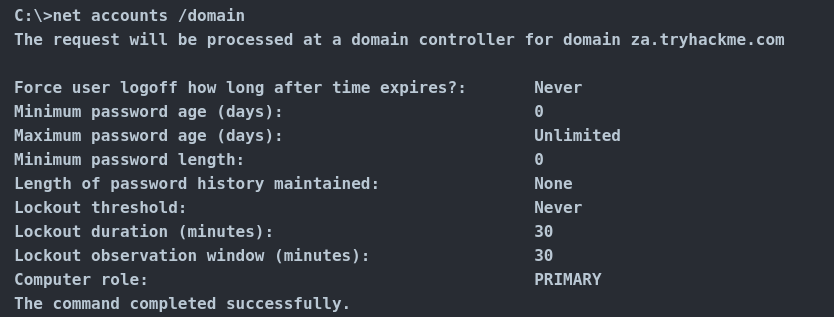 C:\>net accounts /domain
The request will be processed at a domain controller for domain za.tryhackme.com
Force user logoff how long after time expires?: Never
Minimum password age (days): 0
Maximum password age (days): Unlimited
Minimum password length: 0
Length of password history maintained: None
Lockout threshold: Never
Lockout duration (minutes): 30
Lockout observation window (minutes): 30
Computer role: PRIMARY
The command completed successfully.